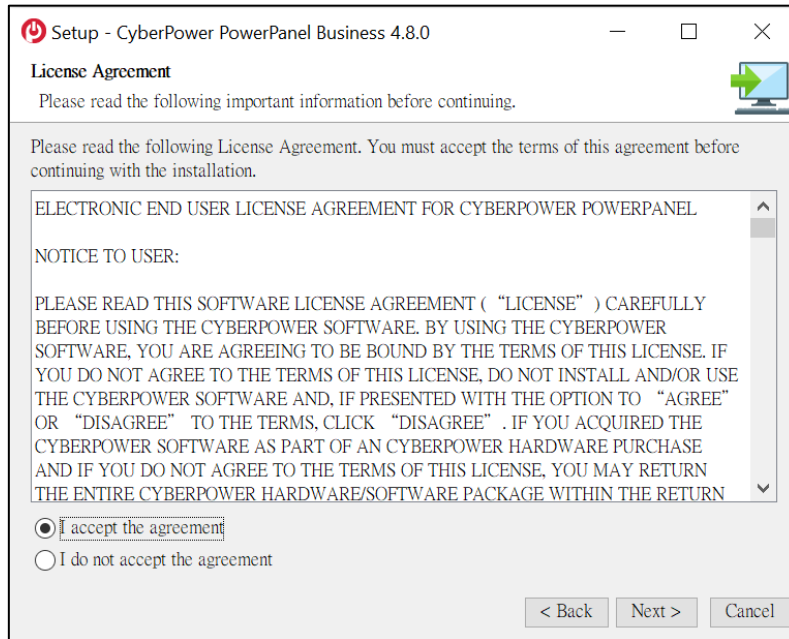 Setup - CyberPower PowerPanel Business 4.8.0
License Agreement
Please read the following important information before continuing.
Please read the following License Agreement. You must accept the terms of this agreement before
continuing with the installation.
ELECTRONIC END USER LICENSE AGREEMENT FOR CYBERPOWER POWERPANEL
NOTICE TO USER:
PLEASE READ THIS SOFTWARE LICENSE AGREEMENT ( “LICENSE” ) CAREFULLY
BEFORE USING THE CYBERPOWER SOFTWARE. BY USING THE CYBERPOWER
SOFTWARE, YOU ARE AGREEING TO BE BOUND BY THE TERMS OF THIS LICENSE. IF
YOU DO NOT AGREE TO THE TERMS OF THIS LICENSE, DO NOT INSTALL AND/OR USE
THE CYBERPOWER SOFTWARE AND, IF PRESENTED WITH THE OPTION TO “AGREE”
OR “DISAGREE” TO THE TERMS, CLICK “DISAGREE” . IF YOU ACQUIRED THE
CYBERPOWER SOFTWARE AS PART OF AN CYBERPOWER HARDWARE PURCHASE
AND IF YOU DO NOT AGREE TO THE TERMS OF THIS LICENSE, YOU MAY RETURN
THE ENTIRE CYBERPOWER HARDWARE/SOFTWARE PACKAGE WITHIN THE RETURN
I accept the agreement
I do not accept the agreement
< Back Next > Cancel